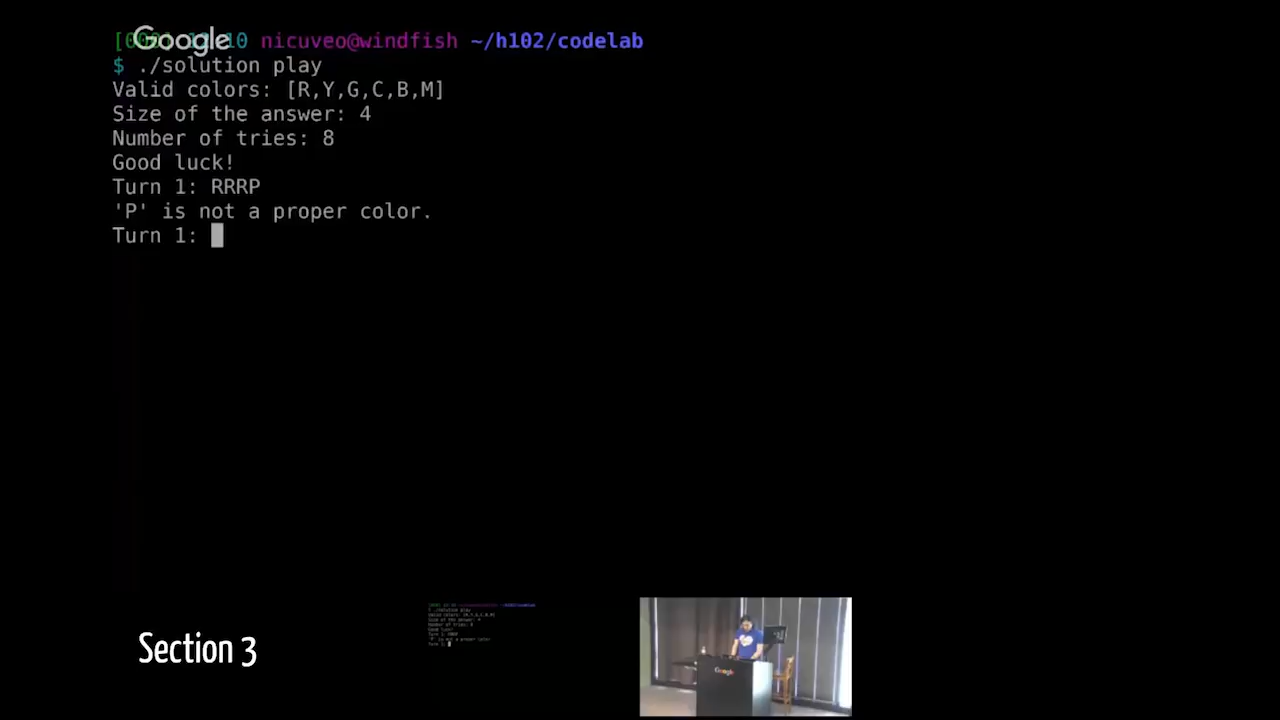 Google
nicuveo@windfish ~/h102/codelab
$ ./solution play
Valid colors: [R,Y,G,C,B,M]
Size of the answer: 4
Number of tries: 8
Good luck!
Turn 1: RRRP
'P' is not a proper color.
Turn 1:
Section 3
Google